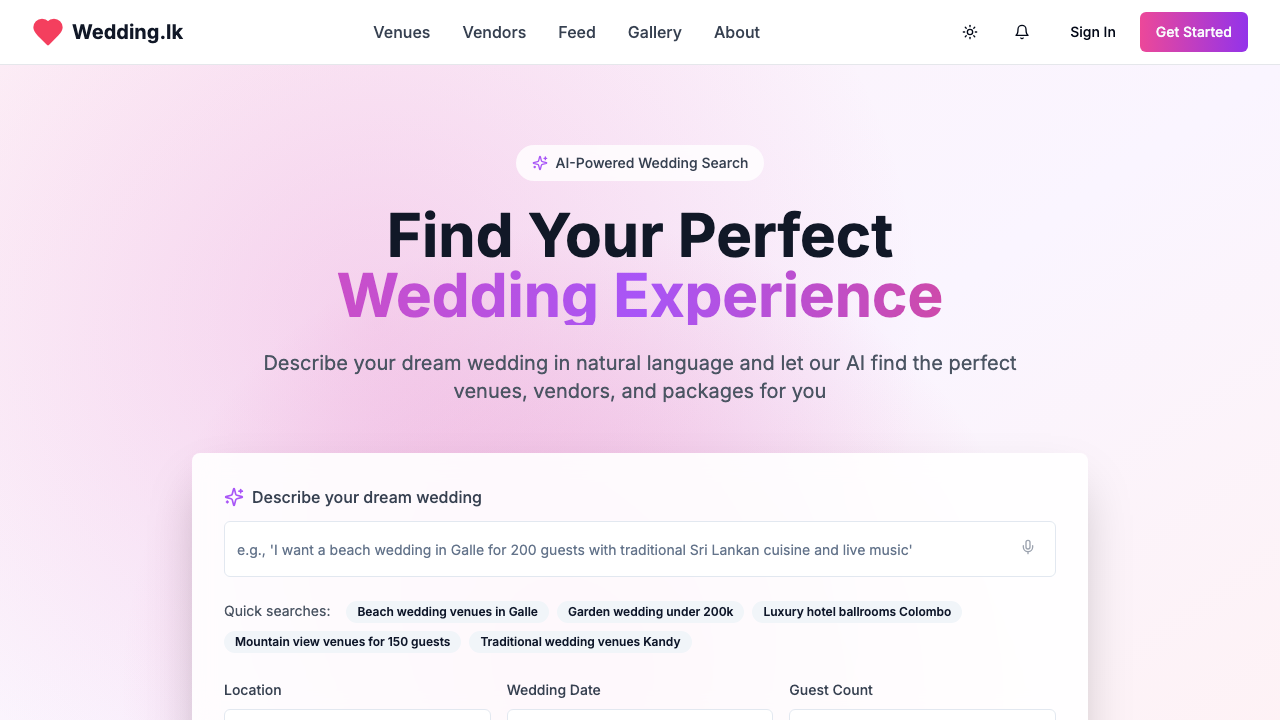 Wedding.lk
Venues
Vendors
Feed
Gallery
About
Sign In
Get Started
AI-Powered Wedding Search
Find Your Perfect
Wedding Experience
Describe your dream wedding in natural language and let our AI find the perfect
venues, vendors, and packages for you
Describe your dream wedding
e.g., 'I want a beach wedding in Galle for 200 guests with traditional Sri Lankan cuisine and live music'
Quick searches:
Beach wedding venues in Galle
Garden wedding under 200k
Luxury hotel ballrooms Colombo
Mountain view venues for 150 guests
Traditional wedding venues Kandy
Location
Wedding Date
Guest Count